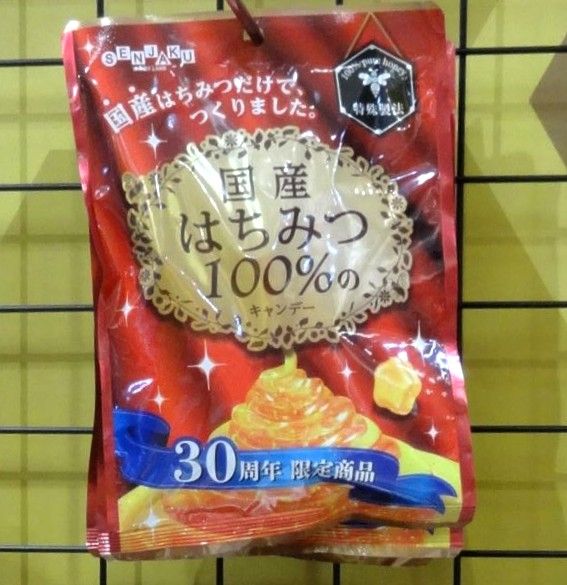 SENJAKU
100% pure honey
特殊製法
国産はちみつだけで、
つくりました。
国産
はちみつ
100%の
キャンデー
30周年 限定商品